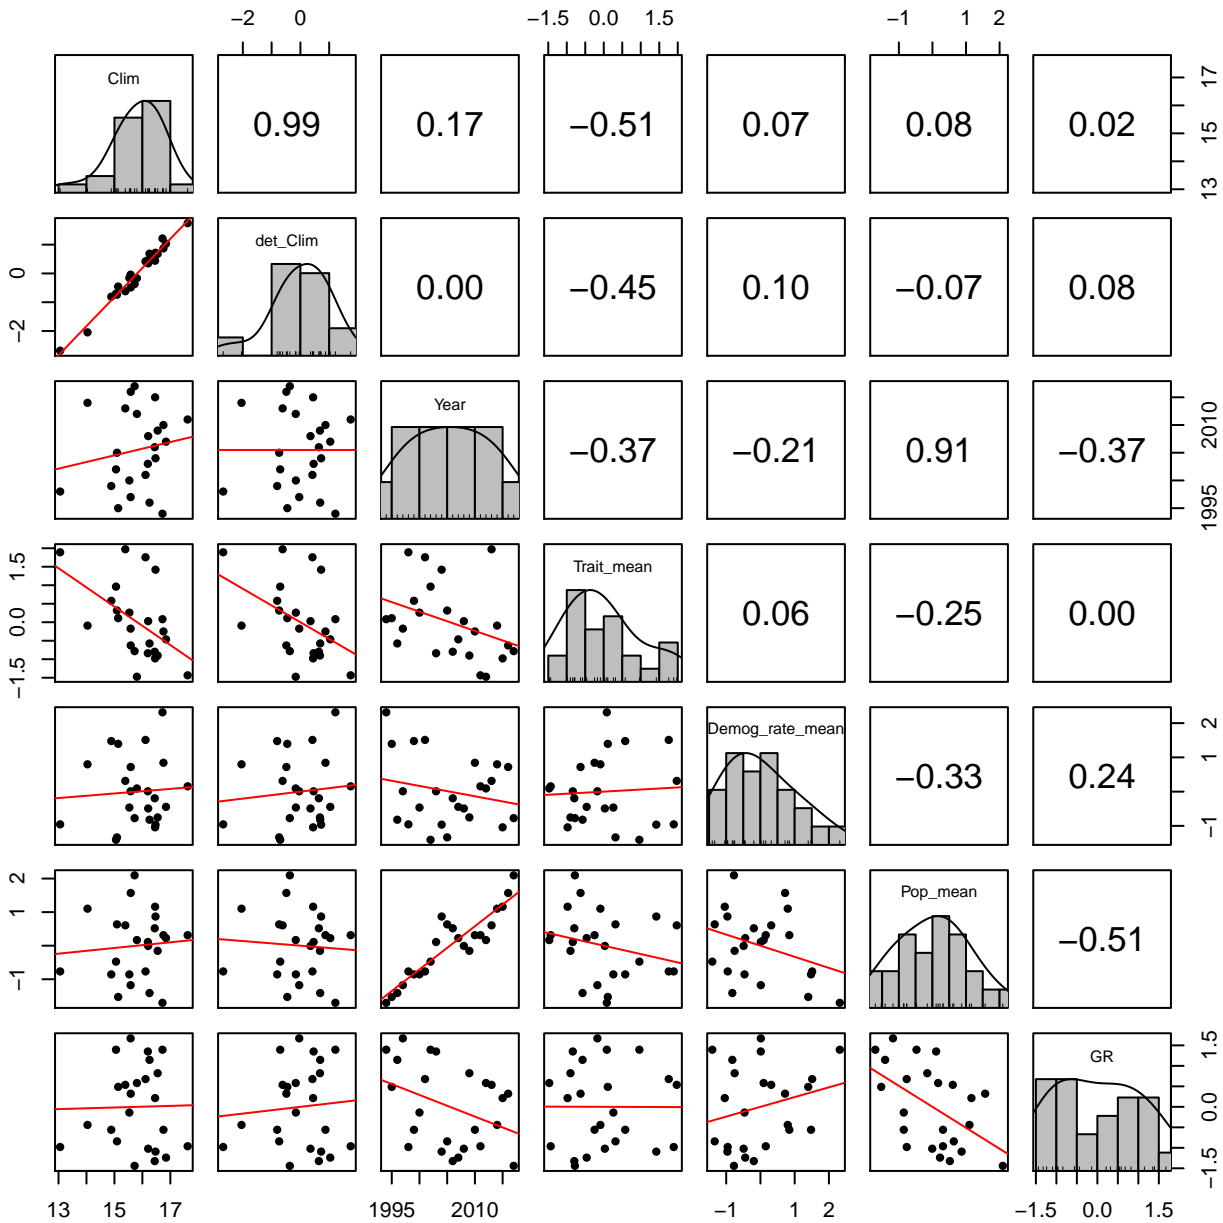 −2 0 −1.5 0.0 1.5 −1 1 2
Clim 0.99 0.17 −0.51 0.07 0.08 0.02 13 15 17
−2 0 det_Clim 0.00 −0.45 0.10 −0.07 0.08
Year −0.37 −0.21 0.91 −0.37 1995 2010
−1.5 0.0 1.5 Trait_mean 0.06 −0.25 0.00
Demog_rate_mean −0.33 0.24 −1 1 2
−1 1 2 Pop_mean −0.51
GR −1.5 0.0 1.5
13 15 17 1995 2010 −1 1 2 −1.5 0.0 1.5